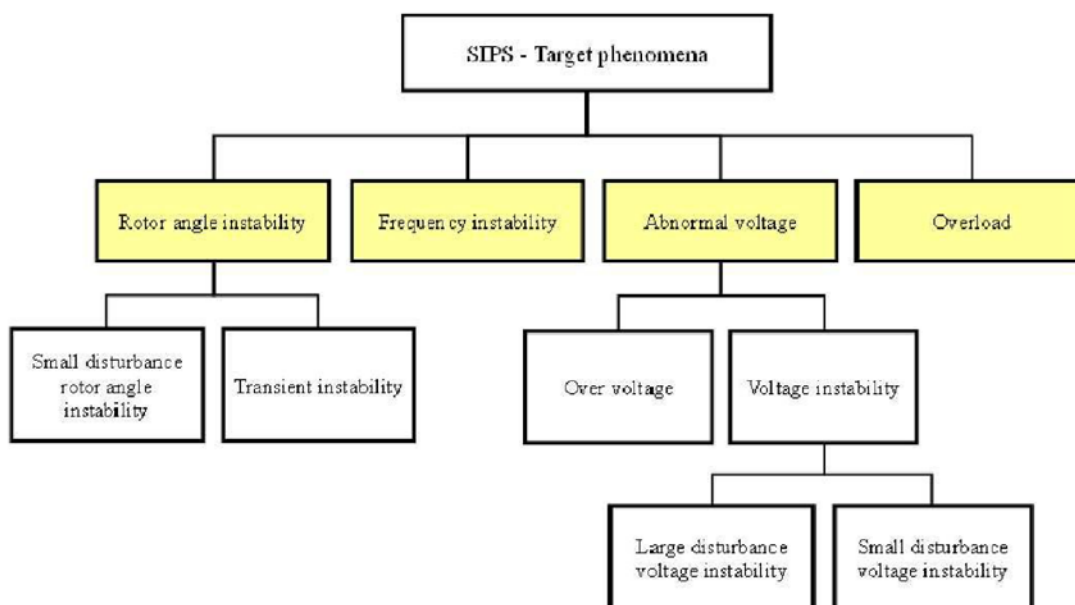 SIPS - Target phenomena
Rotor angle instability
Frequency instability
Abnormal voltage
Overload
Small disturbance
rotor angle
instability
Transient instability
Over voltage
Voltage instability
Large disturbance
voltage instability
Small disturbance
voltage instability